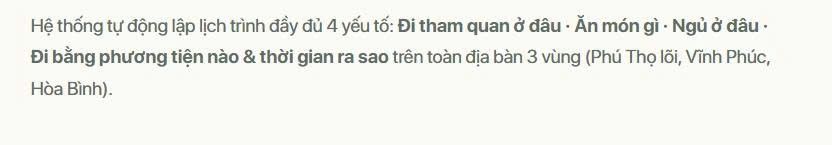 Hệ thống tự động lập lịch trình đầy đủ 4 yếu tố: Đi tham quan ở đâu · Ăn món gì · Ngủ ở đâu ·
Đi bằng phương tiện nào & thời gian ra sao trên toàn địa bàn 3 vùng (Phú Thọ lõi, Vĩnh Phúc,
Hòa Bình).